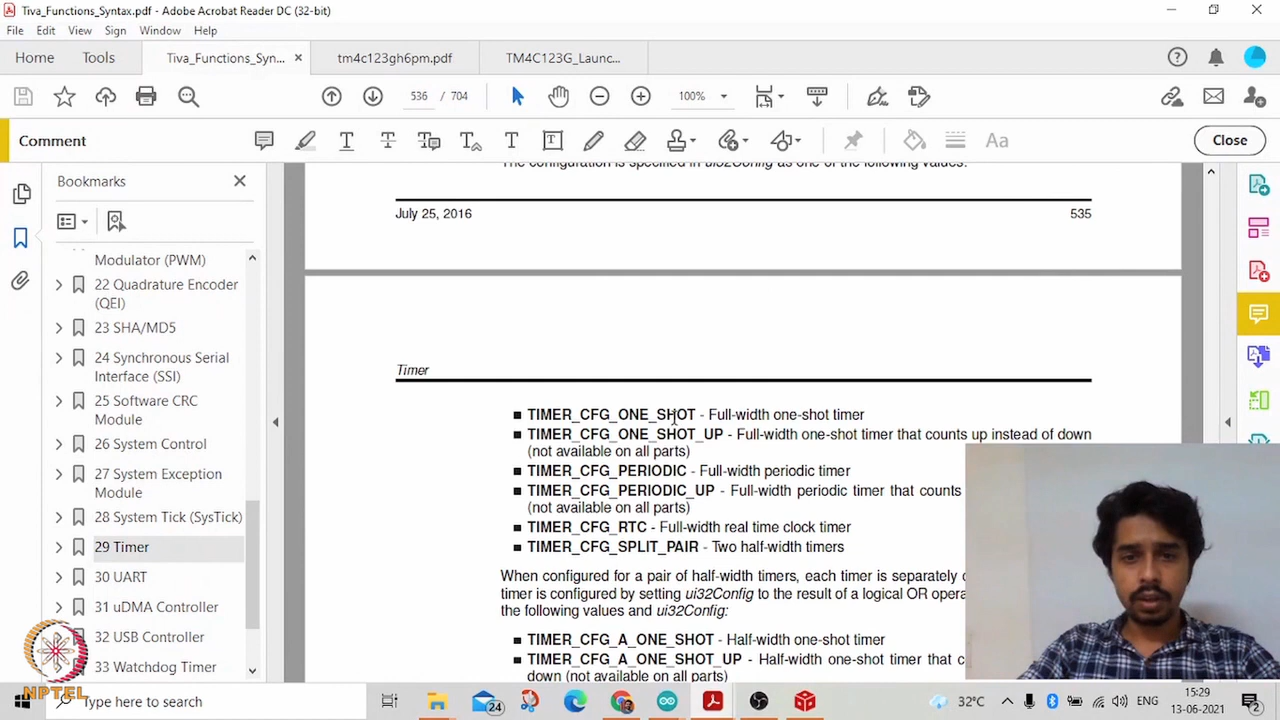 Tiva_Functions_Syntax.pdf - Adobe Acrobat Reader DC (32-bit)
File Edit View Sign Window Help
Home Tools Tiva_Functions_Syn... × tm4c123gh6pm.pdf TM4C123G_Launc...
536 / 704 100%
Comment Close
Bookmarks
The configuration is specified in ui32Config as one of the following values:
July 25, 2016 535
Modulator (PWM)
22 Quadrature Encoder
(QEI)
23 SHA/MD5
24 Synchronous Serial
Interface (SSI)
25 Software CRC
Module
26 System Control
27 System Exception
Module
28 System Tick (SysTick)
29 Timer
30 UART
31 uDMA Controller
32 USB Controller
33 Watchdog Timer
Timer
■ TIMER_CFG_ONE_SHOT - Full-width one-shot timer
■ TIMER_CFG_ONE_SHOT_UP - Full-width one-shot timer that counts up instead of down
(not available on all parts)
■ TIMER_CFG_PERIODIC - Full-width periodic timer
■ TIMER_CFG_PERIODIC_UP - Full-width periodic timer that counts
(not available on all parts)
■ TIMER_CFG_RTC - Full-width real time clock timer
■ TIMER_CFG_SPLIT_PAIR - Two half-width timers
When configured for a pair of half-width timers, each timer is separately
timer is configured by setting ui32Config to the result of a logical OR
the following values and ui32Config:
■ TIMER_CFG_A_ONE_SHOT - Half-width one-shot timer
■ TIMER_CFG_A_ONE_SHOT_UP - Half-width one-shot timer that
down (not available on all parts)
NPTEL
Type here to search
24
32°C
ENG
15:29
13-06-2021
2